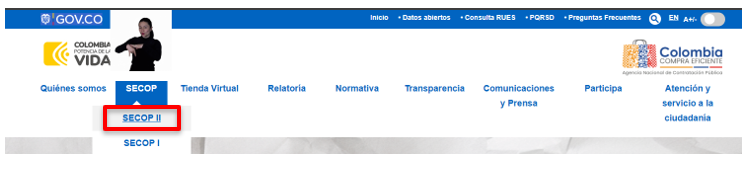 GOV.CO
Inicio • Datos abiertos • Consulta RUES • PQRSD • Preguntas Frecuentes EN A+/-
COLOMBIA
POTENCIA DE LA
VIDA
Colombia
COMPRA EFICIENTE
Agencia Nacional de Contratación Pública
Quiénes somos SECOP Tienda Virtual Relatoria Normativa Transparencia Comunicaciones y Prensa Participa Atención y servicio a la ciudadania
SECOP II
SECOP I